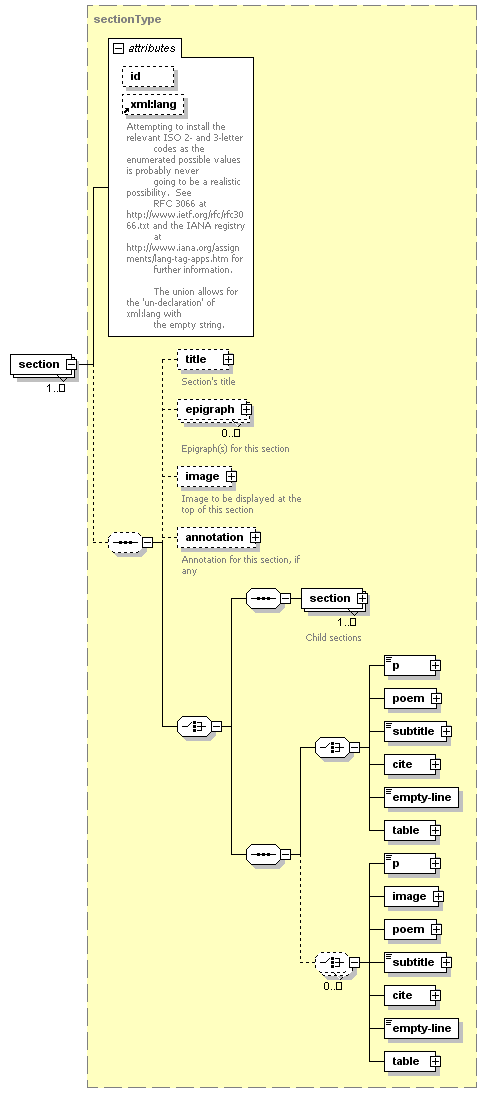 sectionType
attributes
id
xml:lang
Attempting to install the
relevant ISO 2- and 3-letter
codes as the
enumerated possible values
is probably never
going to be a realistic
possibility.  See
RFC 3066 at
http://www.ietf.org/rfc/rfc30
66.txt and the IANA registry
at
http://www.iana.org/assign
ments/lang-tag-apps.htm for
further information.
The union allows for
the 'un-declaration' of
xml:lang with
the empty string.
section
1..
title
Section's title
epigraph
0..
Epigraph(s) for this section
image
Image to be displayed at the
top of this section
annotation
Annotation for this section, if
any
section
1..
Child sections
p
poem
subtitle
cite
empty-line
table
p
image
poem
subtitle
0..
cite
empty-line
table